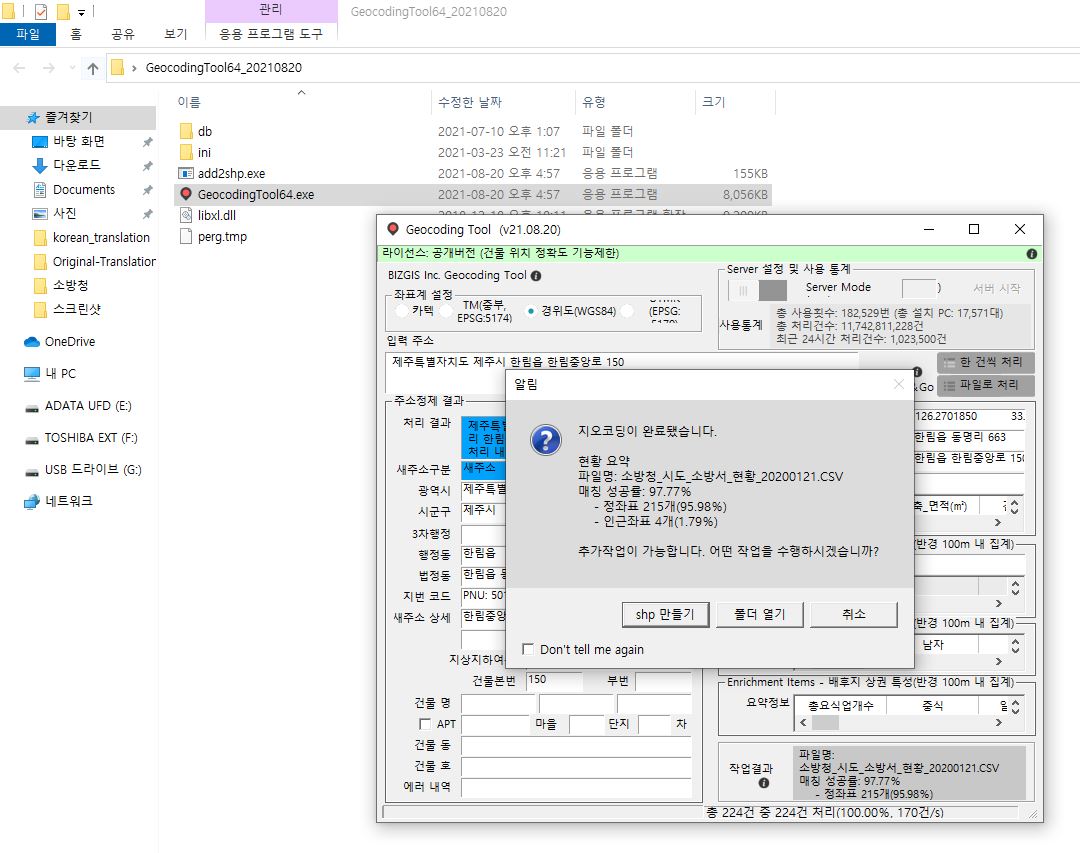 관리
GeocodingTool64_20210820
파일
홈
공유
보기
응용 프로그램 도구
GeocodingTool64_20210820
즐겨찾기
바탕 화면
다운로드
Documents
사진
korean_translation
Original-Translation
소방청
스크린샷
OneDrive
내 PC
ADATA UFD (E:)
TOSHIBA EXT (F:)
USB 드라이브 (G:)
네트워크
이름 수정한 날짜 유형 크기
db 2021-07-10 오후 1:07 파일 폴더
ini 2021-03-23 오전 11:21 파일 폴더
add2shp.exe 2021-08-20 오후 4:57 응용 프로그램 155KB
GeocodingTool64.exe 2021-08-20 오후 4:57 응용 프로그램 8,056KB
libxl.dll
perg.tmp
Geocoding Tool (v21.08.20)
라이선스: 공개버전 (건물 위치 정확도 기능제한)
BIZGIS Inc. Geocoding Tool
좌표계 설정
카텍
TM(중부,
EPSG:5174)
경위도(WGS84)
(EPSG:
Server 설정 및 사용 통계
Server Mode
)
서버 시작
사용통계
총 사용횟수: 182,529번 (총 설치 PC: 17,571대)
총 처리건수: 11,742,811,228건
최근 24시간 처리건수: 1,023,500건
입력 주소
제주특별자치도 제주시 한림읍 한림중앙로 150
한 건씩 처리
&Go
파일로 처리
주소정제 결과
처리 결과
제주특별
리 한림
처리 내
새주소구분
새주소
광역시
제주특별
시군구
제주시
3차행정
행정동
한림읍
법정동
한림읍 동
지번 코드
PNU: 501
새주소 상세
한림중앙
지상지하여
건물본번
150
부번
건물 명
APT
마을
단지
차
건물 동
건물 호
에러 내역
126.2701850 33.
한림읍 동명리 663
한림읍 한림중앙로 150
축_면적(㎡)
(반경 100m 내 집계)
(반경 100m 내 집계)
남자
Enrichment Items - 배후지 상권 특성(반경 100m 내 집계)
요약정보
총요식업개수
중식
일
작업결과
파일명:
소방청_시도_소방서_현황_20200121.CSV
매칭 성공률: 97.77%
- 정좌표 215개(95.98%)
총 224건 중 224건 처리(100.00%, 170건/s)
알림
지오코딩이 완료됐습니다.
현황 요약
파일명: 소방청_시도_소방서_현황_20200121.CSV
매칭 성공률: 97.77%
- 정좌표 215개(95.98%)
- 인근좌표 4개(1.79%)
추가작업이 가능합니다. 어떤 작업을 수행하시겠습니까?
shp 만들기
폴더 열기
취소
Don't tell me again